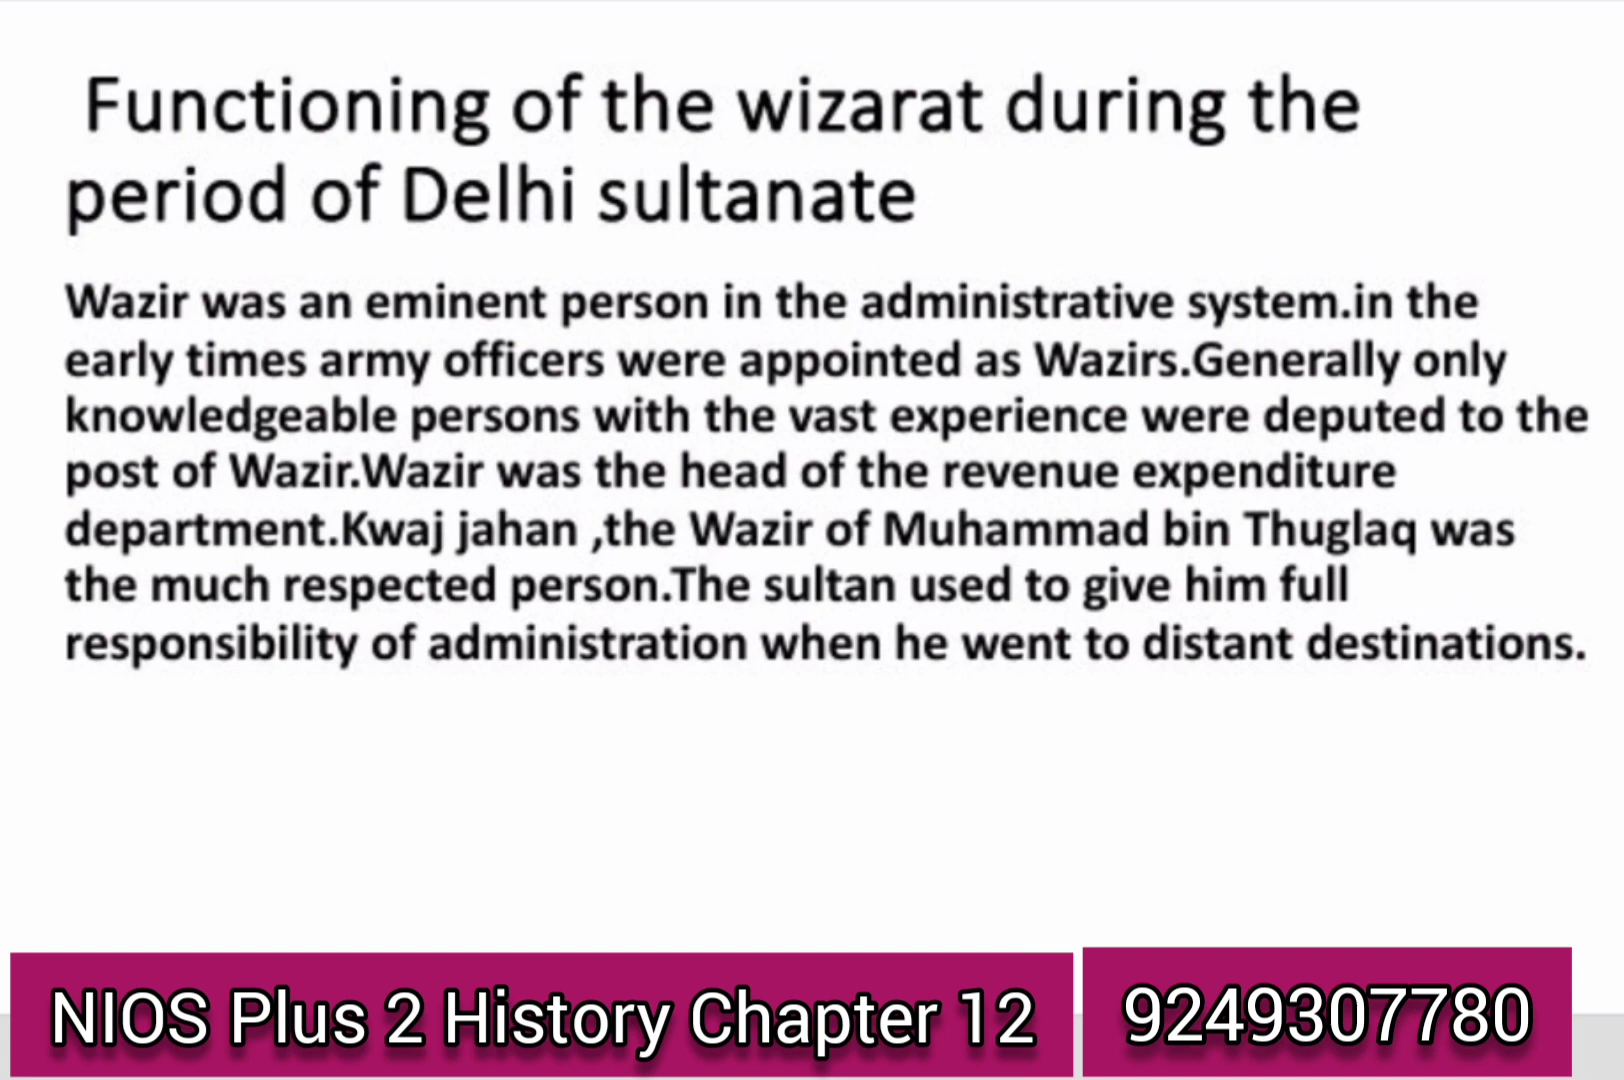 Functioning of the wizarat during the
period of Delhi sultanate
Wazir was an eminent person in the administrative system.in the
early times army officers were appointed as Wazirs.Generally only
knowledgeable persons with the vast experience were deputed to the
post of Wazir.Wazir was the head of the revenue expenditure
department.Kwaj jahan ,the Wazir of Muhammad bin Thuglaq was
the much respected person.The sultan used to give him full
responsibility of administration when he went to distant destinations.
NIOS Plus 2 History Chapter 12
9249307780